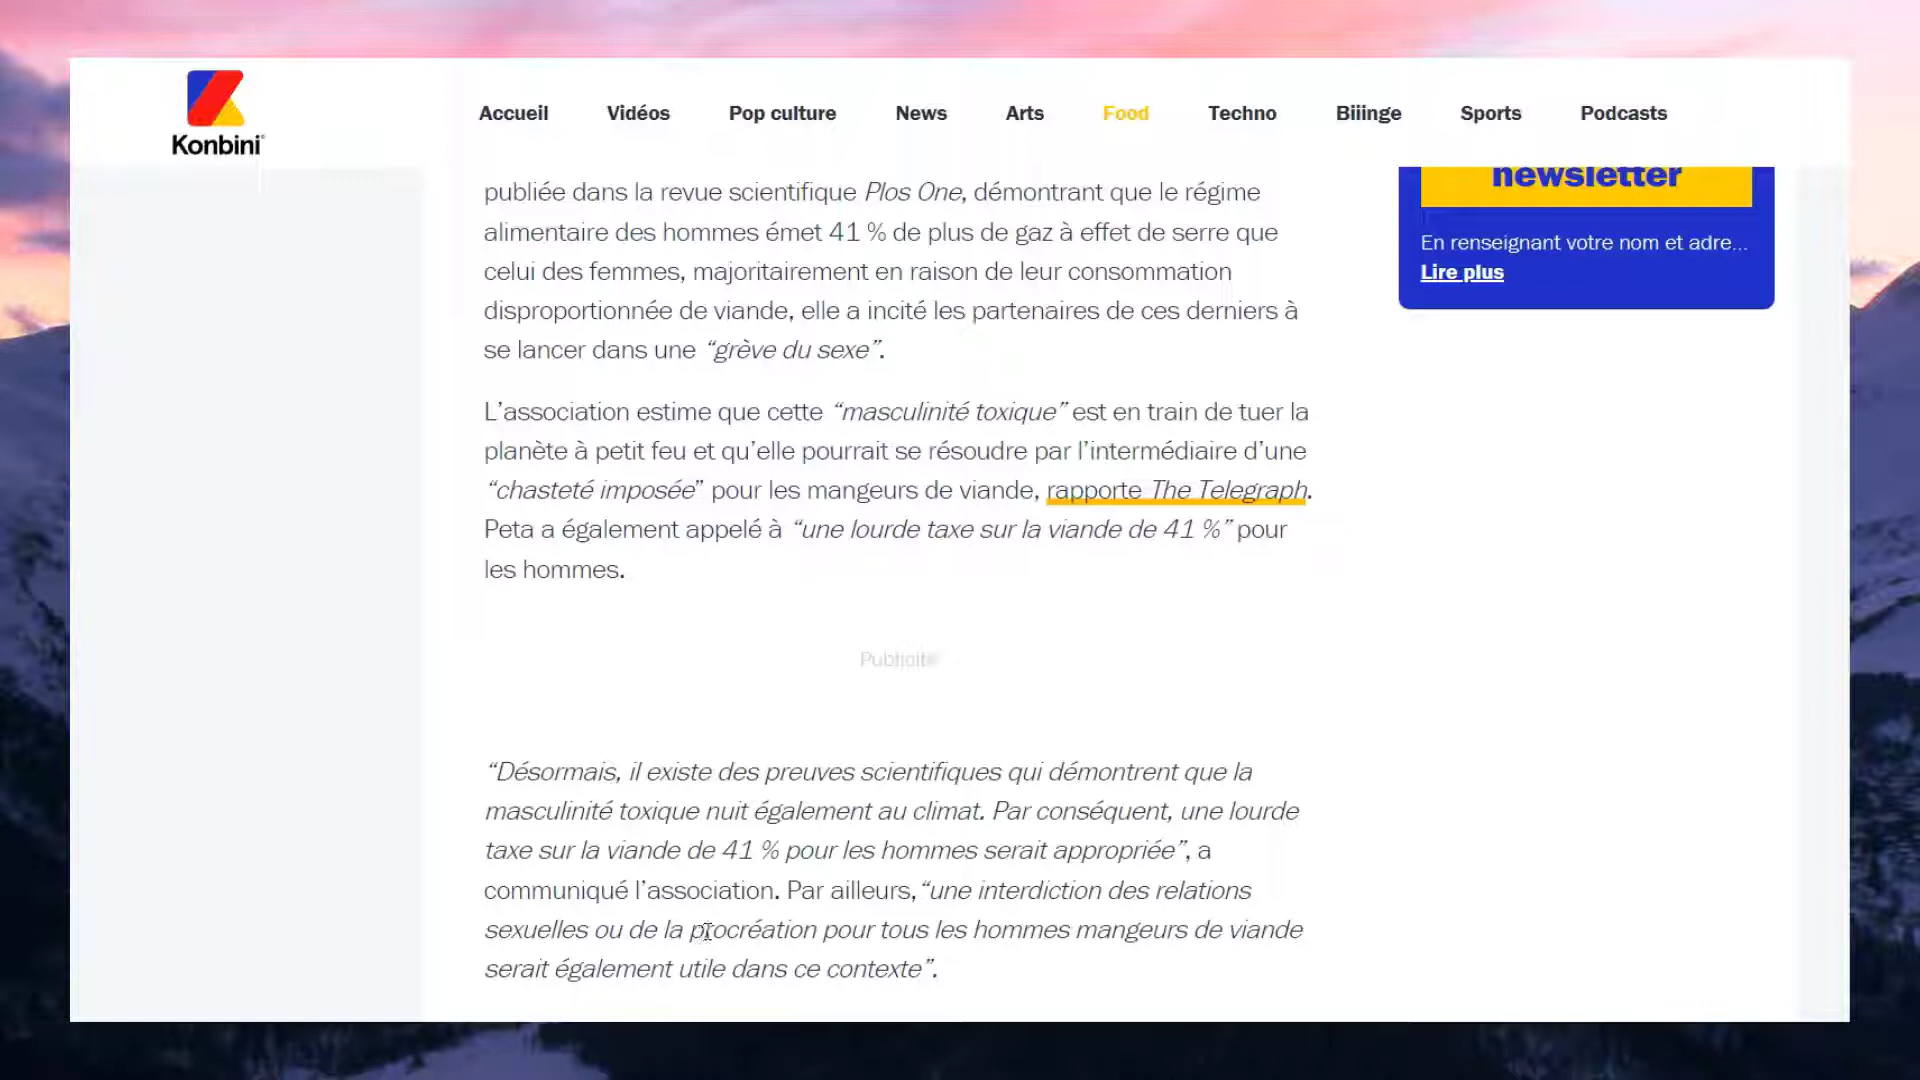 Konbini
Accueil Vidéos Pop culture News Arts Food Techno Biiinge Sports Podcasts
publiée dans la revue scientifique Plos One, démontrant que le régime
alimentaire des hommes émet 41 % de plus de gaz à effet de serre que
celui des femmes, majoritairement en raison de leur consommation
disproportionnée de viande, elle a incité les partenaires de ces derniers à
se lancer dans une “grève du sexe”.
L’association estime que cette “masculinité toxique” est en train de tuer la
planète à petit feu et qu’elle pourrait se résoudre par l’intermédiaire d’une
“chasteté imposée” pour les mangeurs de viande, rapporte The Telegraph.
Peta a également appelé à “une lourde taxe sur la viande de 41 %” pour
les hommes.
Publicité
“Désormais, il existe des preuves scientifiques qui démontrent que la
masculinité toxique nuit également au climat. Par conséquent, une lourde
taxe sur la viande de 41 % pour les hommes serait appropriée”, a
communiqué l’association. Par ailleurs, “une interdiction des relations
sexuelles ou de la procréation pour tous les hommes mangeurs de viande
serait également utile dans ce contexte”.
newsletter
En renseignant votre nom et adre...
Lire plus